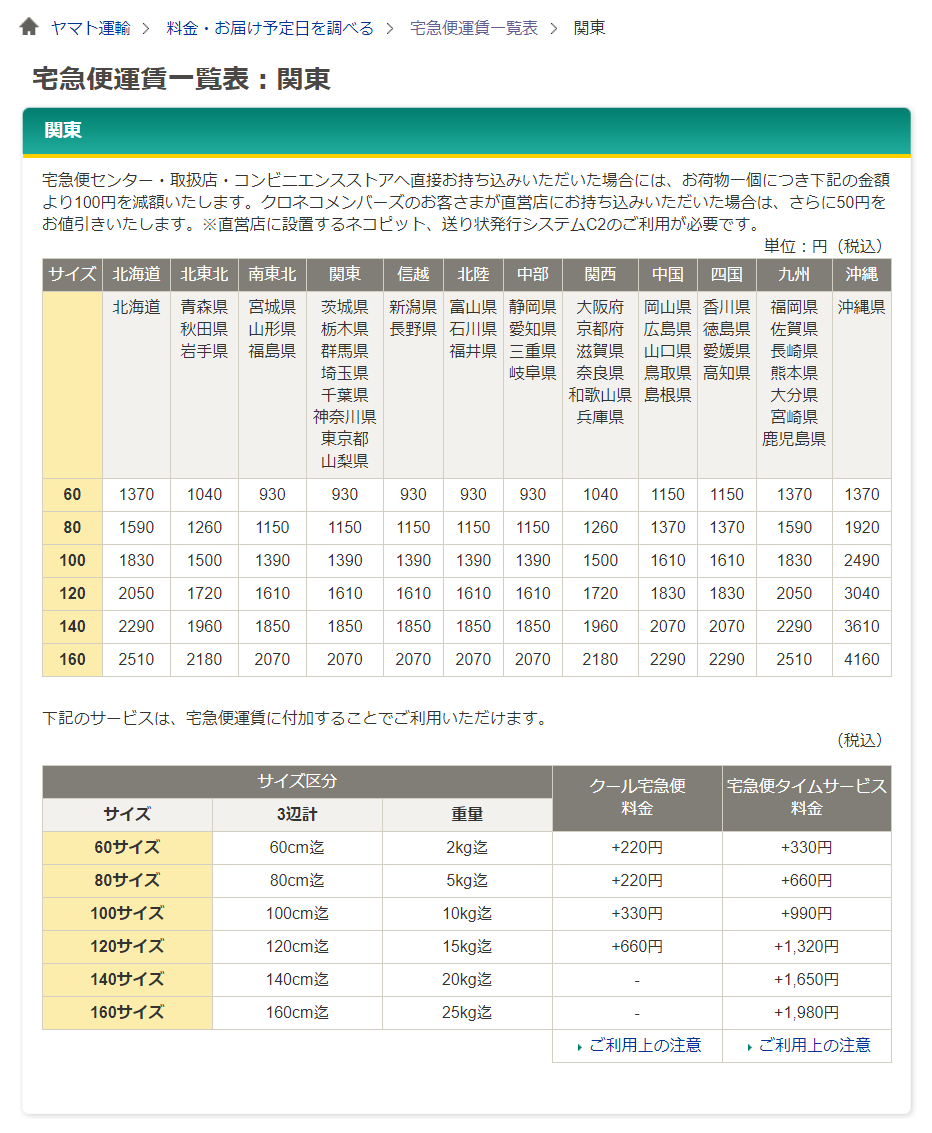 ヤマト運輸 > 料金・お届け予定日を調べる > 宅急便運賃一覧表 > 関東
宅急便運賃一覧表：関東
関東
宅急便センター・取扱店・コンビニエンスストアへ直接お持ち込みいただいた場合には、お荷物一個につき下記の金額
より100円を減額いたします。クロネコメンバーズのお客さまが直営店にお持ち込みいただいた場合は、さらに50円を
お値引きいたします。※直営店に設置するネコピット、送り状発行システムC2のご利用が必要です。
単位：円（税込）
サイズ 北海道 北東北 南東北 関東 信越 北陸 中部 関西 中国 四国 九州 沖縄
北海道 青森県 宮城県 茨城県 新潟県 富山県 静岡県 大阪府 岡山県 香川県 福岡県 沖縄県
秋田県 山形県 栃木県 長野県 石川県 愛知県 京都府 広島県 徳島県 佐賀県
岩手県 福島県 群馬県 福井県 三重県 滋賀県 山口県 愛媛県 長崎県
埼玉県 岐阜県 奈良県 鳥取県 高知県 熊本県
千葉県 和歌山県 島根県 大分県
神奈川県 兵庫県 宮崎県
東京都 鹿児島県
山梨県
60 1370 1040 930 930 930 930 930 1040 1150 1150 1370 1370
80 1590 1260 1150 1150 1150 1150 1150 1260 1370 1370 1590 1920
100 1830 1500 1390 1390 1390 1390 1390 1500 1610 1610 1830 2490
120 2050 1720 1610 1610 1610 1610 1610 1720 1830 1830 2050 3040
140 2290 1960 1850 1850 1850 1850 1850 1960 2070 2070 2290 3610
160 2510 2180 2070 2070 2070 2070 2070 2180 2290 2290 2510 4160
下記のサービスは、宅急便運賃に付加することでご利用いただけます。
（税込）
サイズ区分 クール宅急便 宅急便タイムサービス
料金 料金
サイズ 3辺計 重量
60サイズ 60cm迄 2kg迄 +220円 +330円
80サイズ 80cm迄 5kg迄 +220円 +660円
100サイズ 100cm迄 10kg迄 +330円 +990円
120サイズ 120cm迄 15kg迄 +660円 +1,320円
140サイズ 140cm迄 20kg迄 - +1,650円
160サイズ 160cm迄 25kg迄 - +1,980円
ご利用上の注意 ご利用上の注意